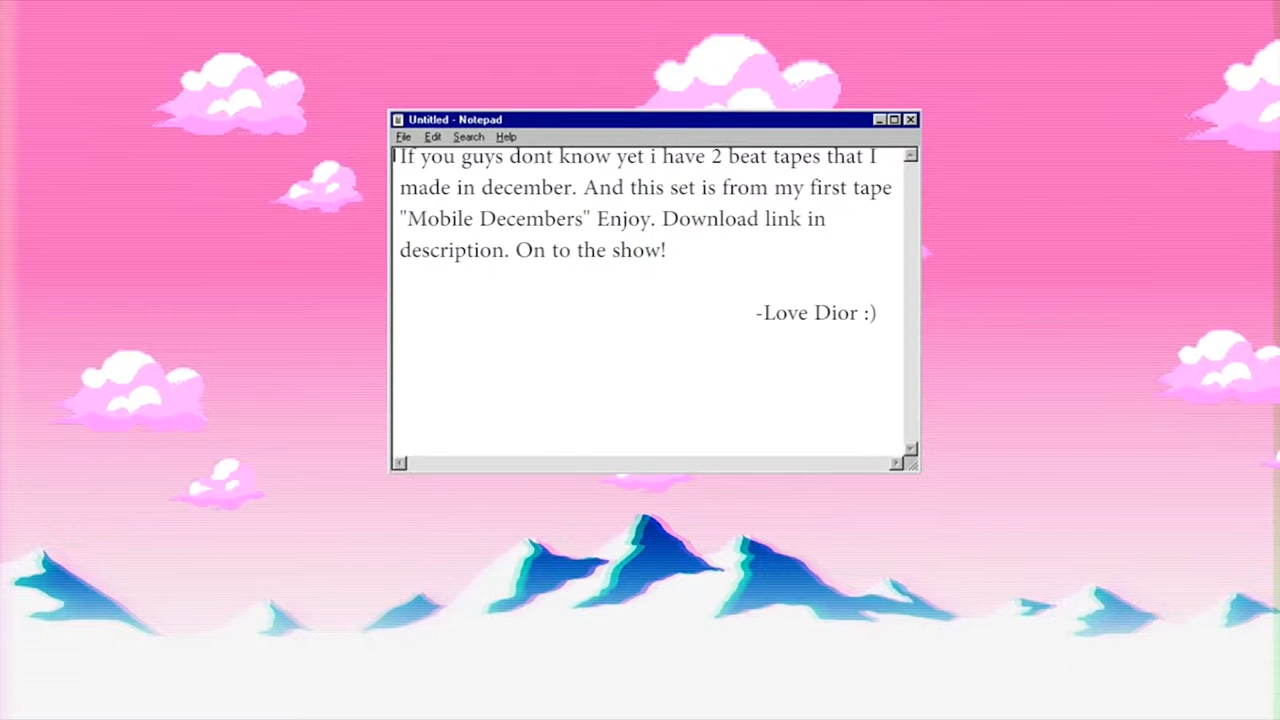 Untitled - Notepad
File Edit Search Help
If you guys dont know yet i have 2 beat tapes that I
made in december. And this set is from my first tape
"Mobile Decembers" Enjoy. Download link in
description. On to the show!
-Love Dior :)